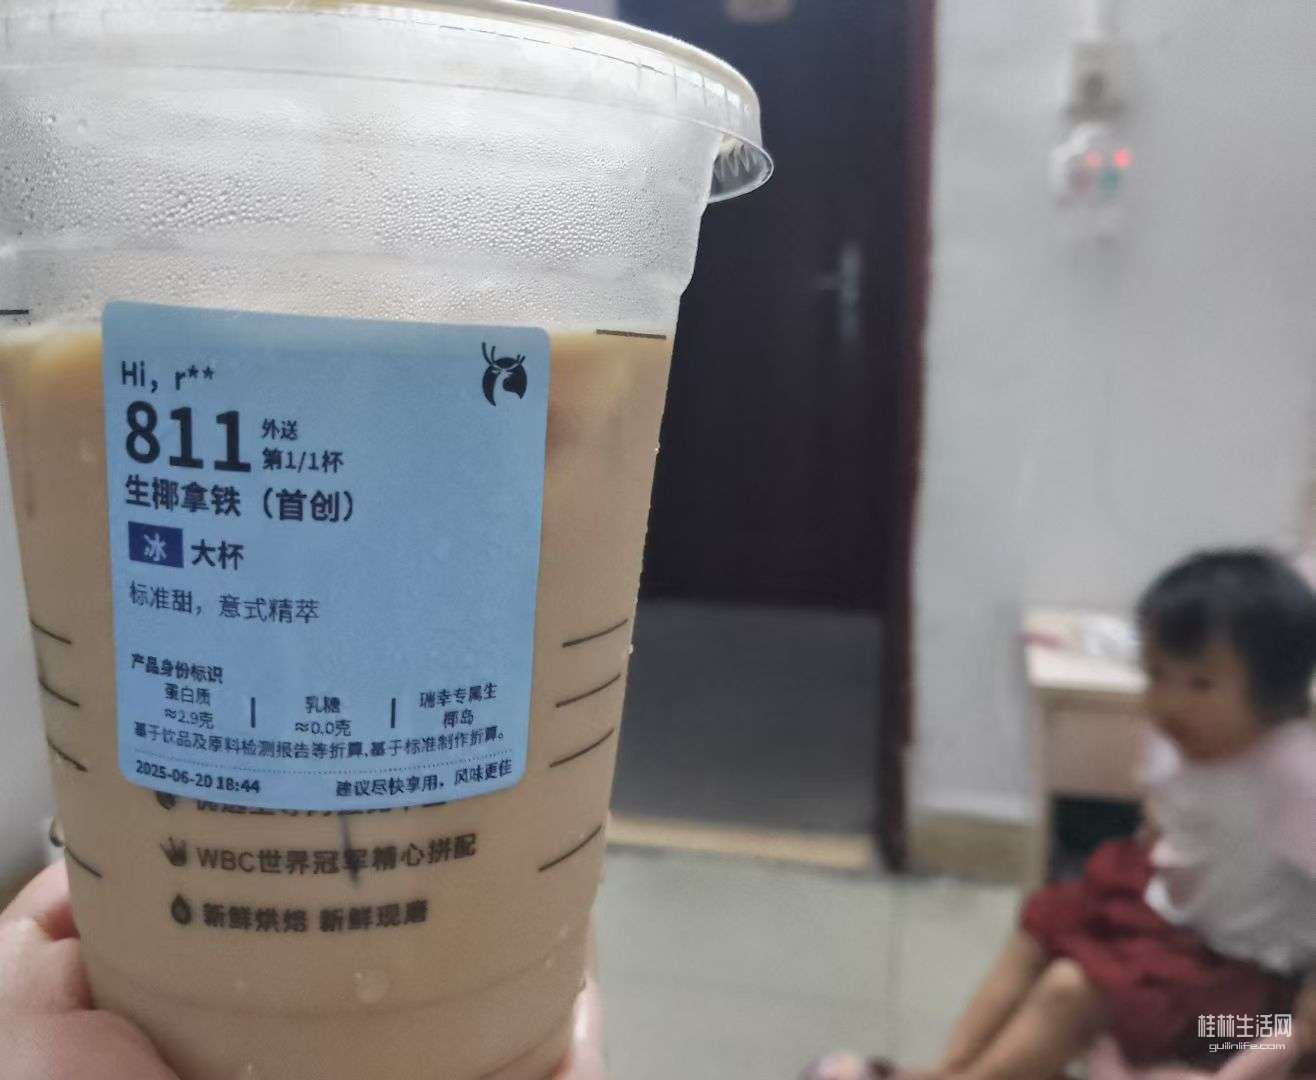 Hi, r**
811
外送
第1/1杯
生椰拿铁（首创）
冰 大杯
标准甜，意式精萃
产品身份标识
蛋白质
≈2.9克
乳糖
≈0.0克
瑞幸专属生
椰岛
基于饮品及原料检测报告等折算,基于标准制作折算。
2025-06-20 18:44
建议尽快享用，风味更佳
WBC世界冠军精心拼配
新鲜烘焙 新鲜现磨
桂林生活网
guilinlife.com